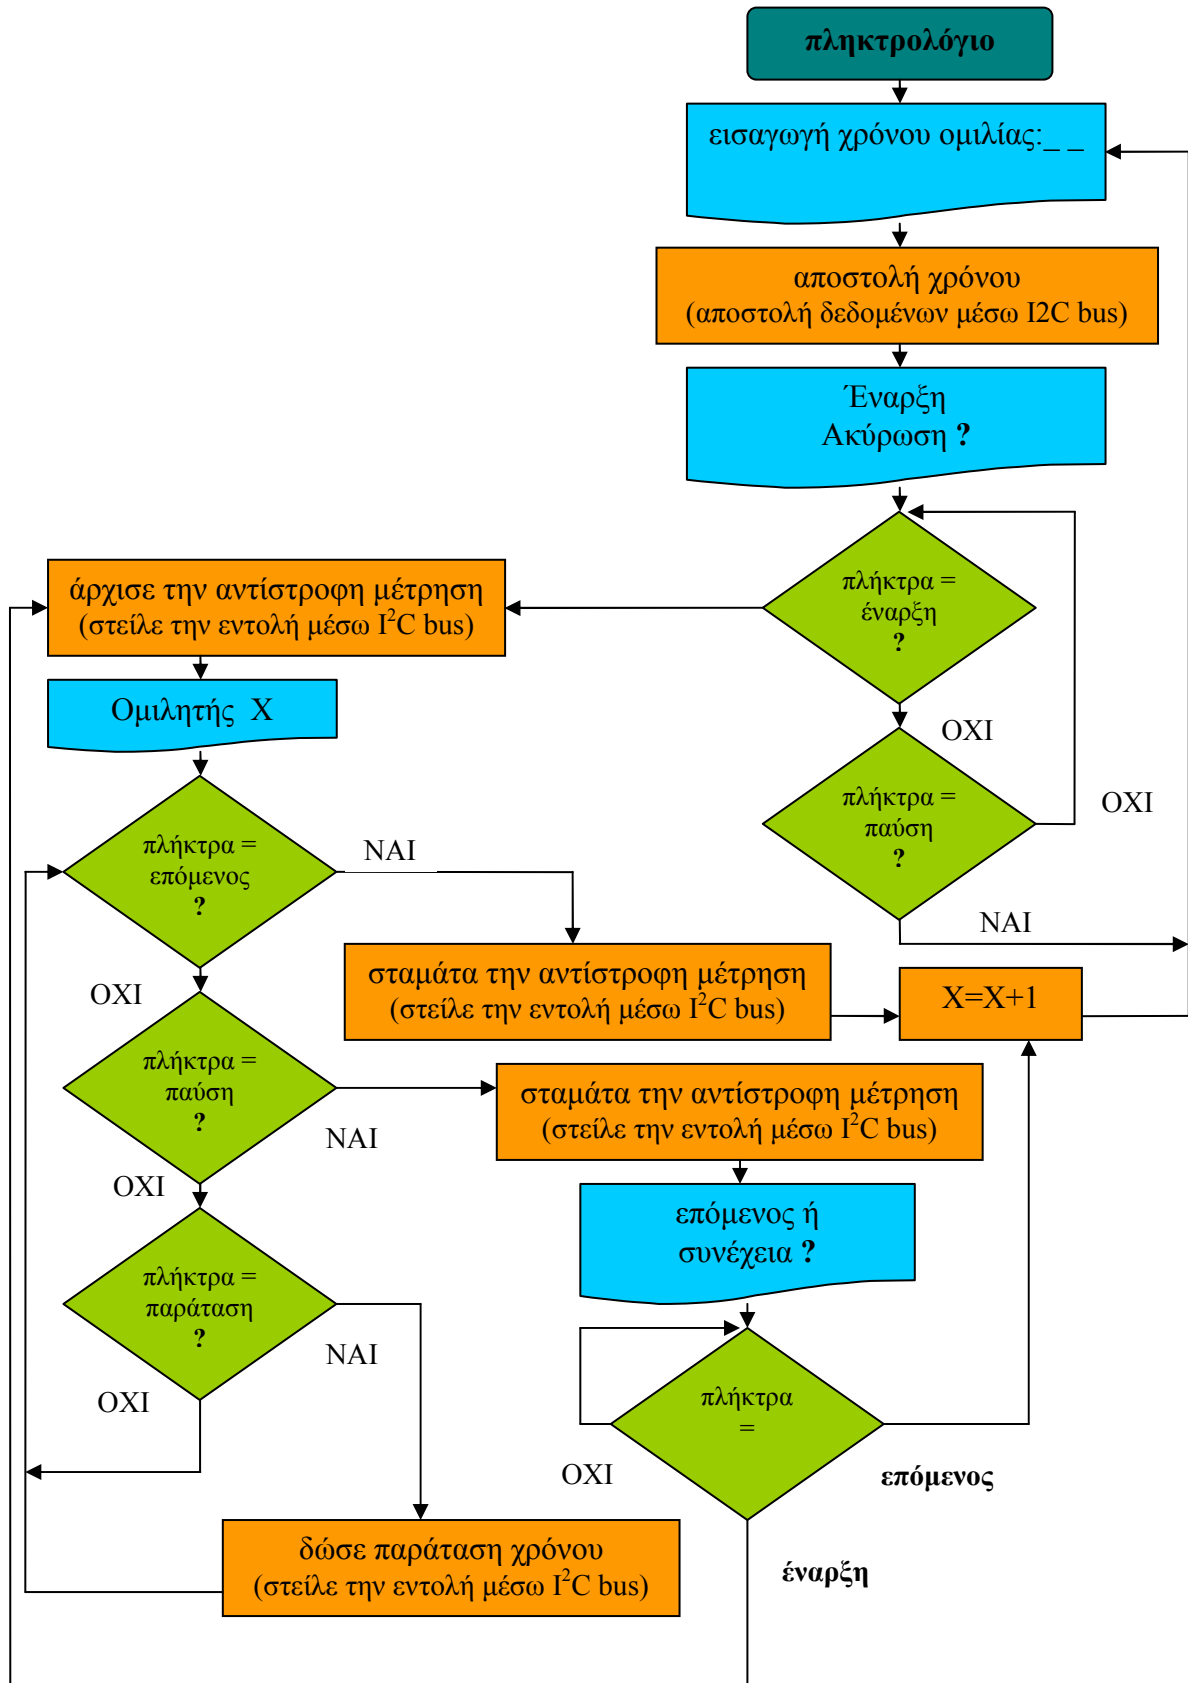 πληκτρολόγιο
εισαγωγή χρόνου ομιλίας:_ _
αποστολή χρόνου
(αποστολή δεδομένων μέσω I2C bus)
Έναρξη
Ακύρωση ?
πλήκτρα =
έναρξη
?
άρχισε την αντίστροφη μέτρηση
(στείλε την εντολή μέσω I²C bus)
Ομιλητής X
ΟΧΙ
πλήκτρα =
παύση
?
ΟΧΙ
ΝΑΙ
πλήκτρα =
επόμενος
?
ΝΑΙ
σταμάτα την αντίστροφη μέτρηση
(στείλε την εντολή μέσω I²C bus)
X=X+1
ΟΧΙ
πλήκτρα =
παύση
?
ΝΑΙ
σταμάτα την αντίστροφη μέτρηση
(στείλε την εντολή μέσω I²C bus)
ΟΧΙ
επόμενος ή
συνέχεια ?
πλήκτρα =
παράταση
?
ΝΑΙ
ΟΧΙ
πλήκτρα
=
ΟΧΙ
επόμενος
δώσε παράταση χρόνου
(στείλε την εντολή μέσω I²C bus)
έναρξη